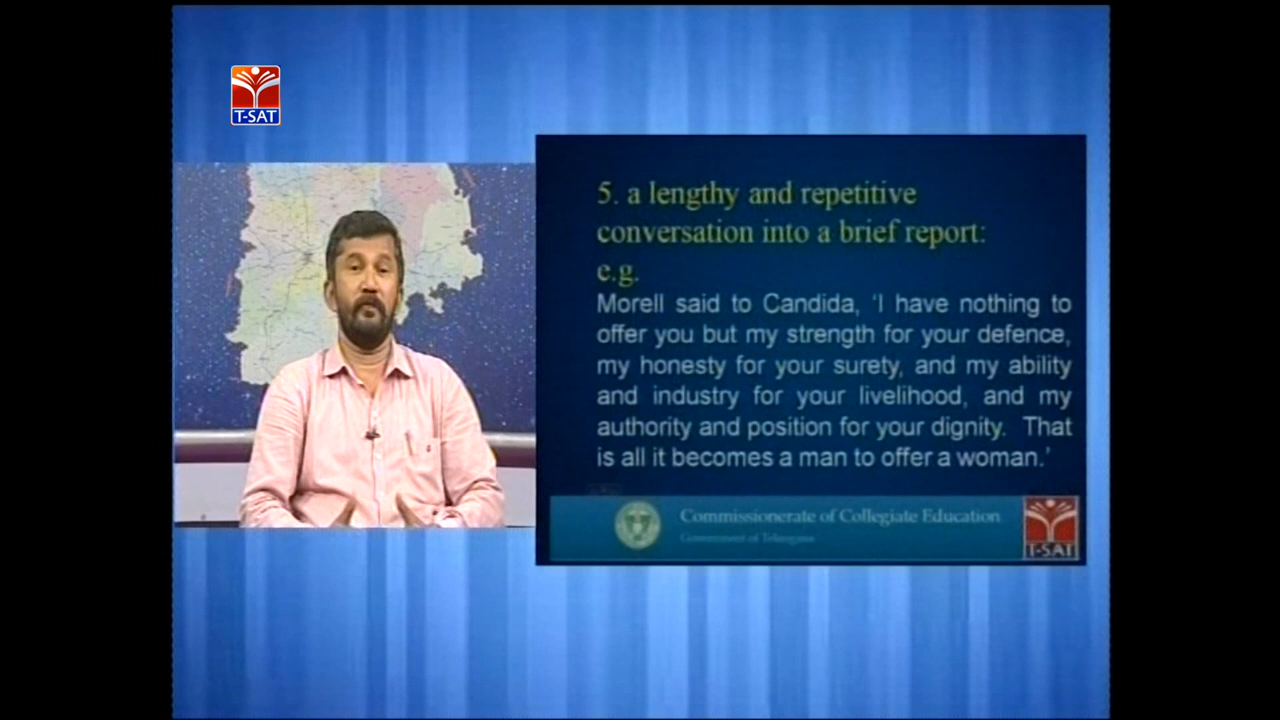 T-SAT
5. a lengthy and repetitive
conversation into a brief report:
e.g.
Morell said to Candida, ‘I have nothing to
offer you but my strength for your defence,
my honesty for your surety, and my ability
and industry for your livelihood, and my
authority and position for your dignity. That
is all it becomes a man to offer a woman.’
Commissionerate of Collegiate Education
Government of Telangana
T-SAT